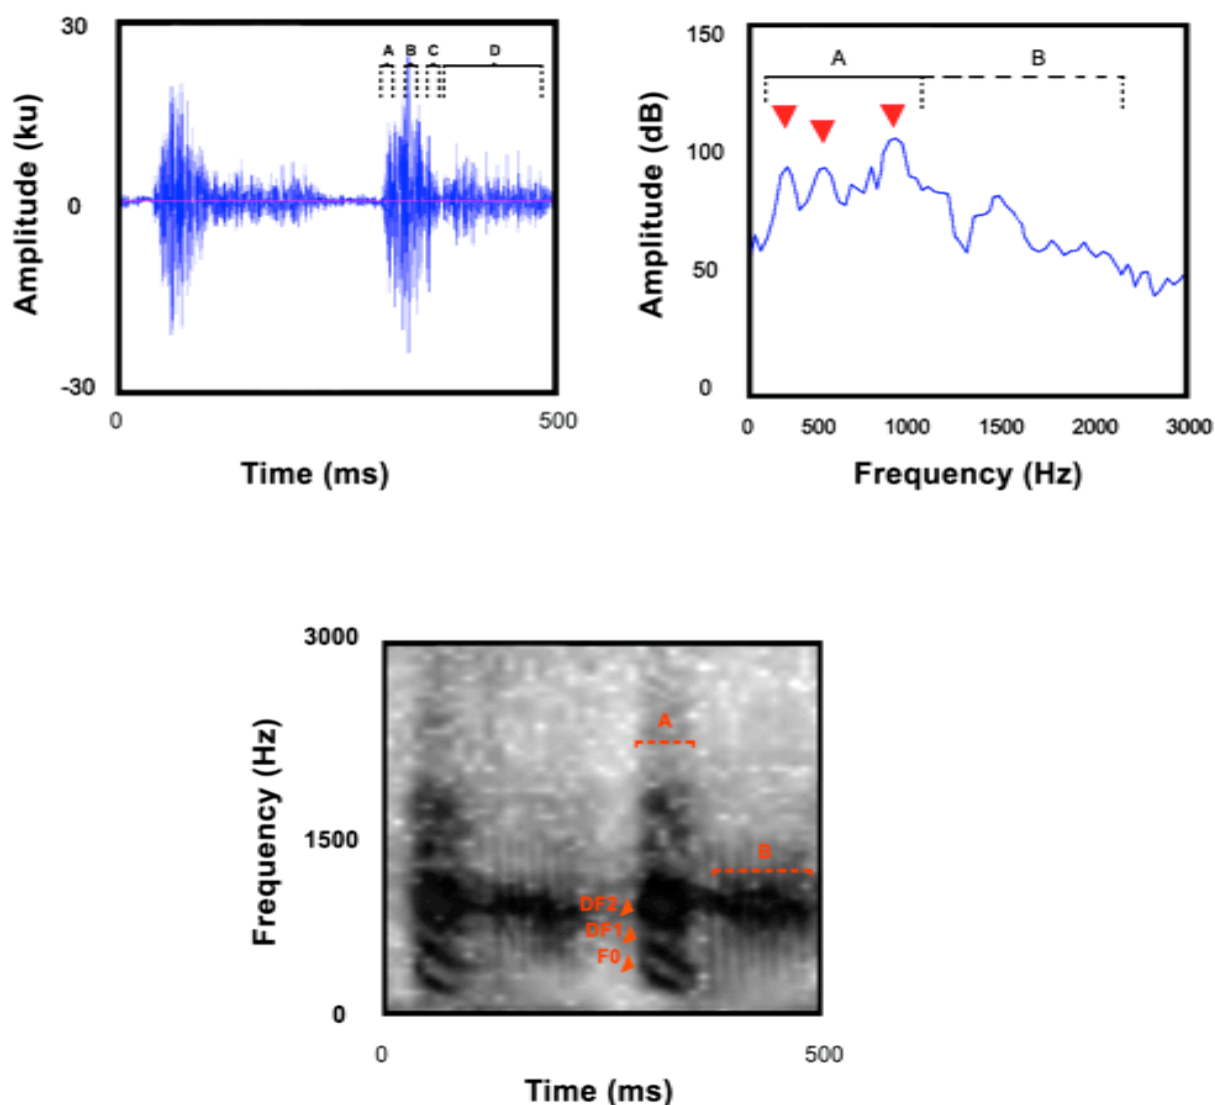 30
0
-30
Amplitude (ku)
A B C D
0 500
Time (ms)
150
100
50
0
Amplitude (dB)
A B
0 500 1000 1500 2000 3000
Frequency (Hz)
3000
1500
0
Frequency (Hz)
A
B
DF2
DF1
F0
0 500
Time (ms)